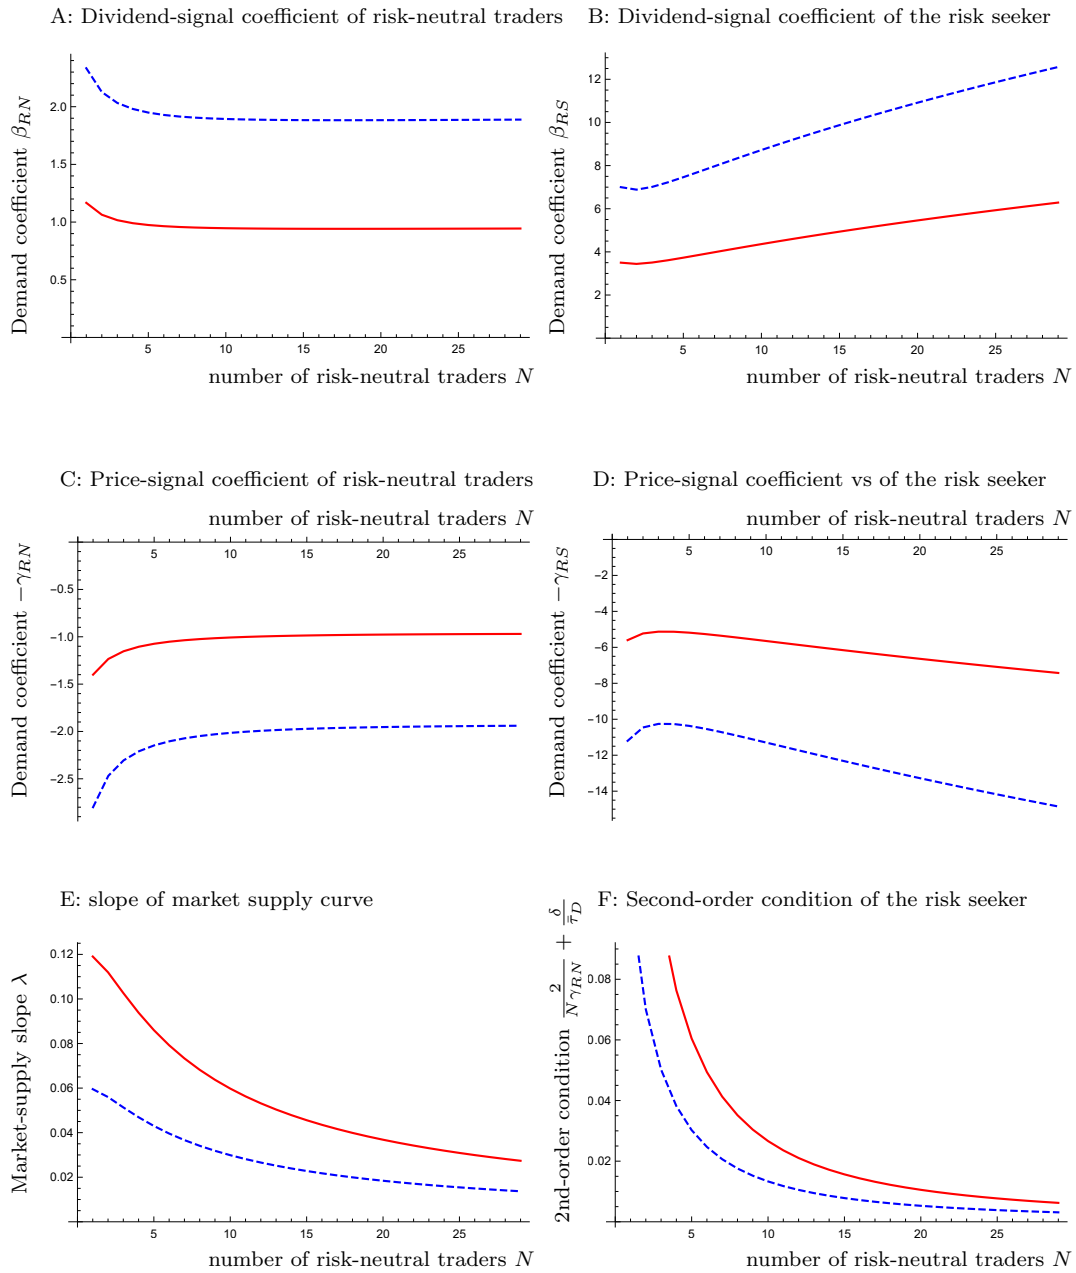 A: Dividend-signal coefficient of risk-neutral traders
Demand coefficient β_RN
2.0
1.5
1.0
0.5
5 10 15 20 25
number of risk-neutral traders N
B: Dividend-signal coefficient of the risk seeker
Demand coefficient β_RS
12
10
8
6
4
2
5 10 15 20 25
number of risk-neutral traders N
C: Price-signal coefficient of risk-neutral traders
number of risk-neutral traders N
Demand coefficient −γ_RN
5 10 15 20 25
−0.5
−1.0
−1.5
−2.0
−2.5
D: Price-signal coefficient vs of the risk seeker
number of risk-neutral traders N
Demand coefficient −γ_RS
5 10 15 20 25
−2
−4
−6
−8
−10
−12
−14
E: slope of market supply curve
Market-supply slope λ
0.12
0.10
0.08
0.06
0.04
0.02
5 10 15 20 25
number of risk-neutral traders N
F: Second-order condition of the risk seeker
2nd-order condition 2/(Nγ_RN) + δ/τ̄_D
0.08
0.06
0.04
0.02
5 10 15 20 25
number of risk-neutral traders N